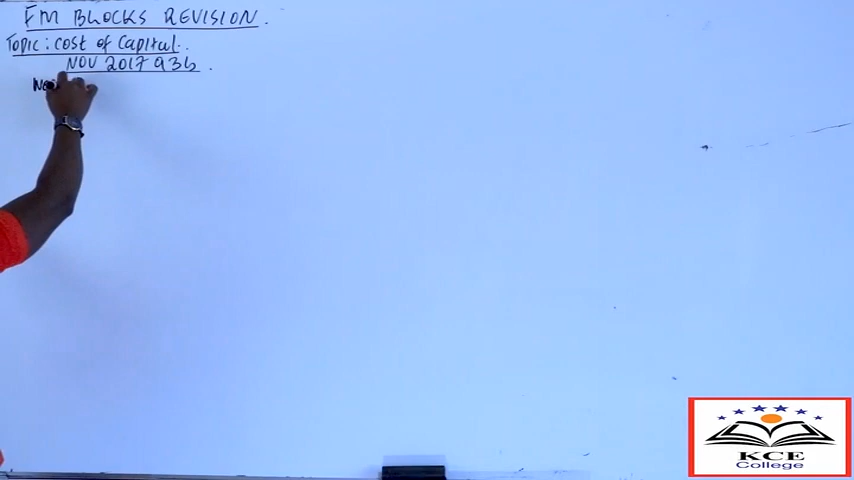 FM BLOCKS REVISION.
Topic: cost of Capital.
NOV 2017 Q3b.
KCE
College